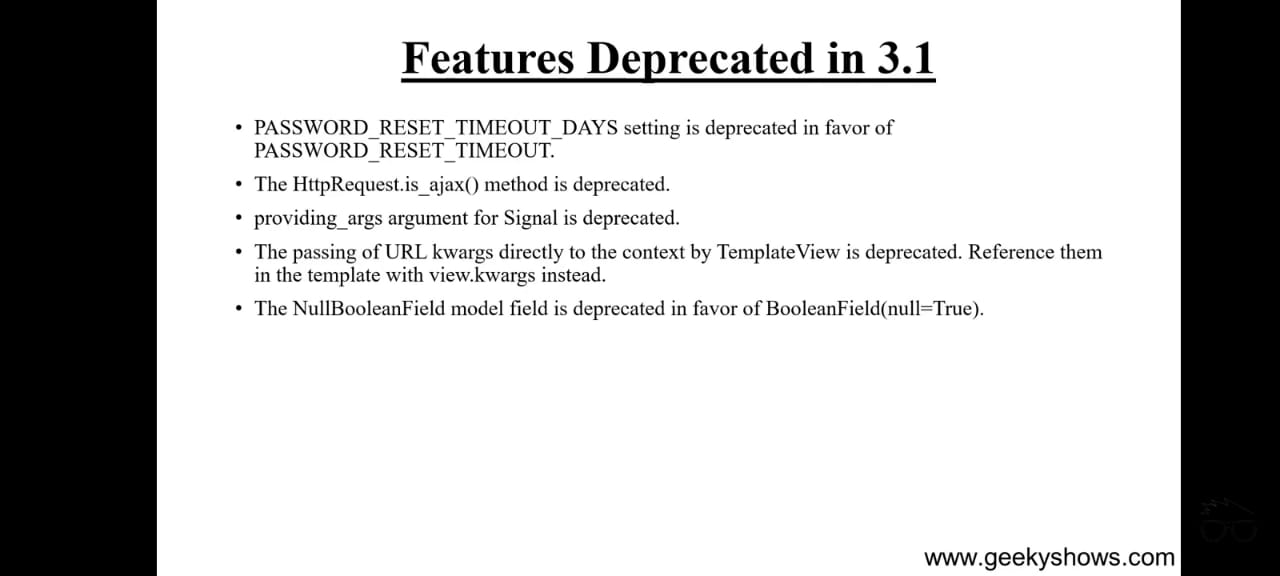 Features Deprecated in 3.1
• PASSWORD_RESET_TIMEOUT_DAYS setting is deprecated in favor of
PASSWORD_RESET_TIMEOUT.
• The HttpRequest.is_ajax() method is deprecated.
• providing_args argument for Signal is deprecated.
• The passing of URL kwargs directly to the context by TemplateView is deprecated. Reference them
in the template with view.kwargs instead.
• The NullBooleanField model field is deprecated in favor of BooleanField(null=True).
www.geekyshows.com